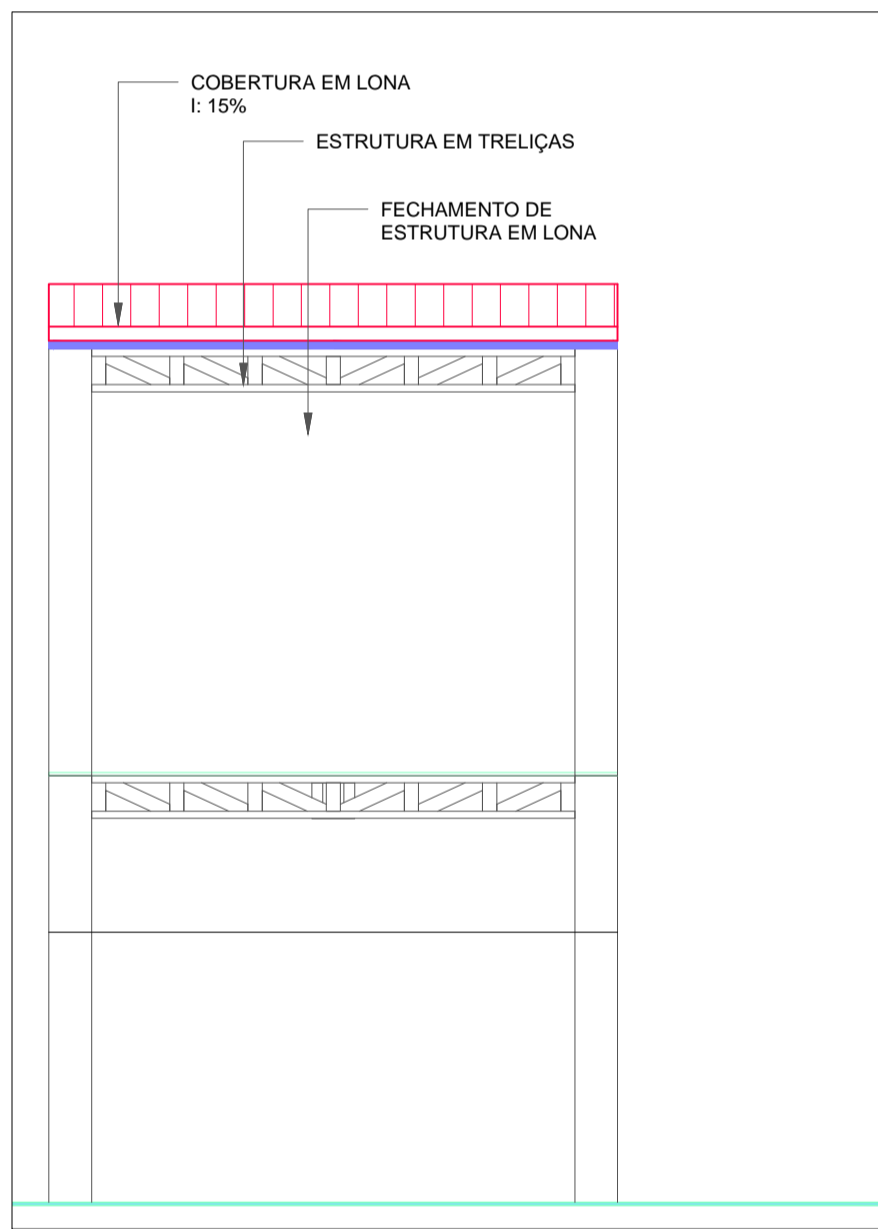 COBERTURA EM LONA
I: 15%
ESTRUTURA EM TRELIÇAS
FECHAMENTO DE
ESTRUTURA EM LONA